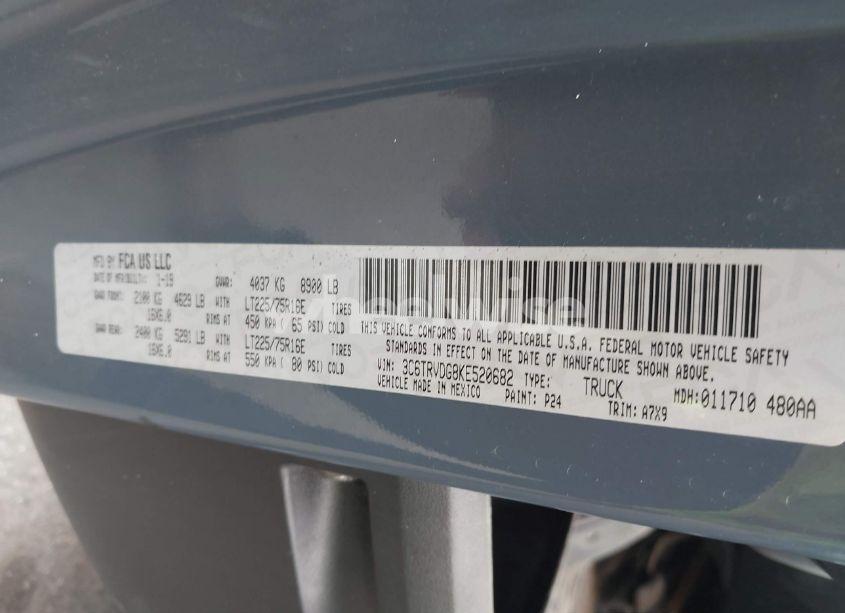 MFD BY FCA US LLC
DATE OF MFR/BUILT: 1-19 GVWR: 4037 KG 8900 LB
GAWR FRONT: 2100 KG 4629 LB WITH LT225/75R16E TIRES
16X6.0 RIMS AT 450 KPA ( 65 PSI) COLD
GAWR REAR: 2400 KG 5291 LB WITH LT225/75R16E TIRES
16X6.0 RIMS AT 550 KPA ( 80 PSI) COLD
THIS VEHICLE CONFORMS TO ALL APPLICABLE U.S.A. FEDERAL MOTOR VEHICLE SAFETY
STANDARDS IN EFFECT ON THE DATE OF MANUFACTURE SHOWN ABOVE.
VIN: 3C6TRVDG8KE520682 TYPE: TRUCK MDH: 011710 480AA
VEHICLE MADE IN MEXICO PAINT: P24 TRIM: A7X9